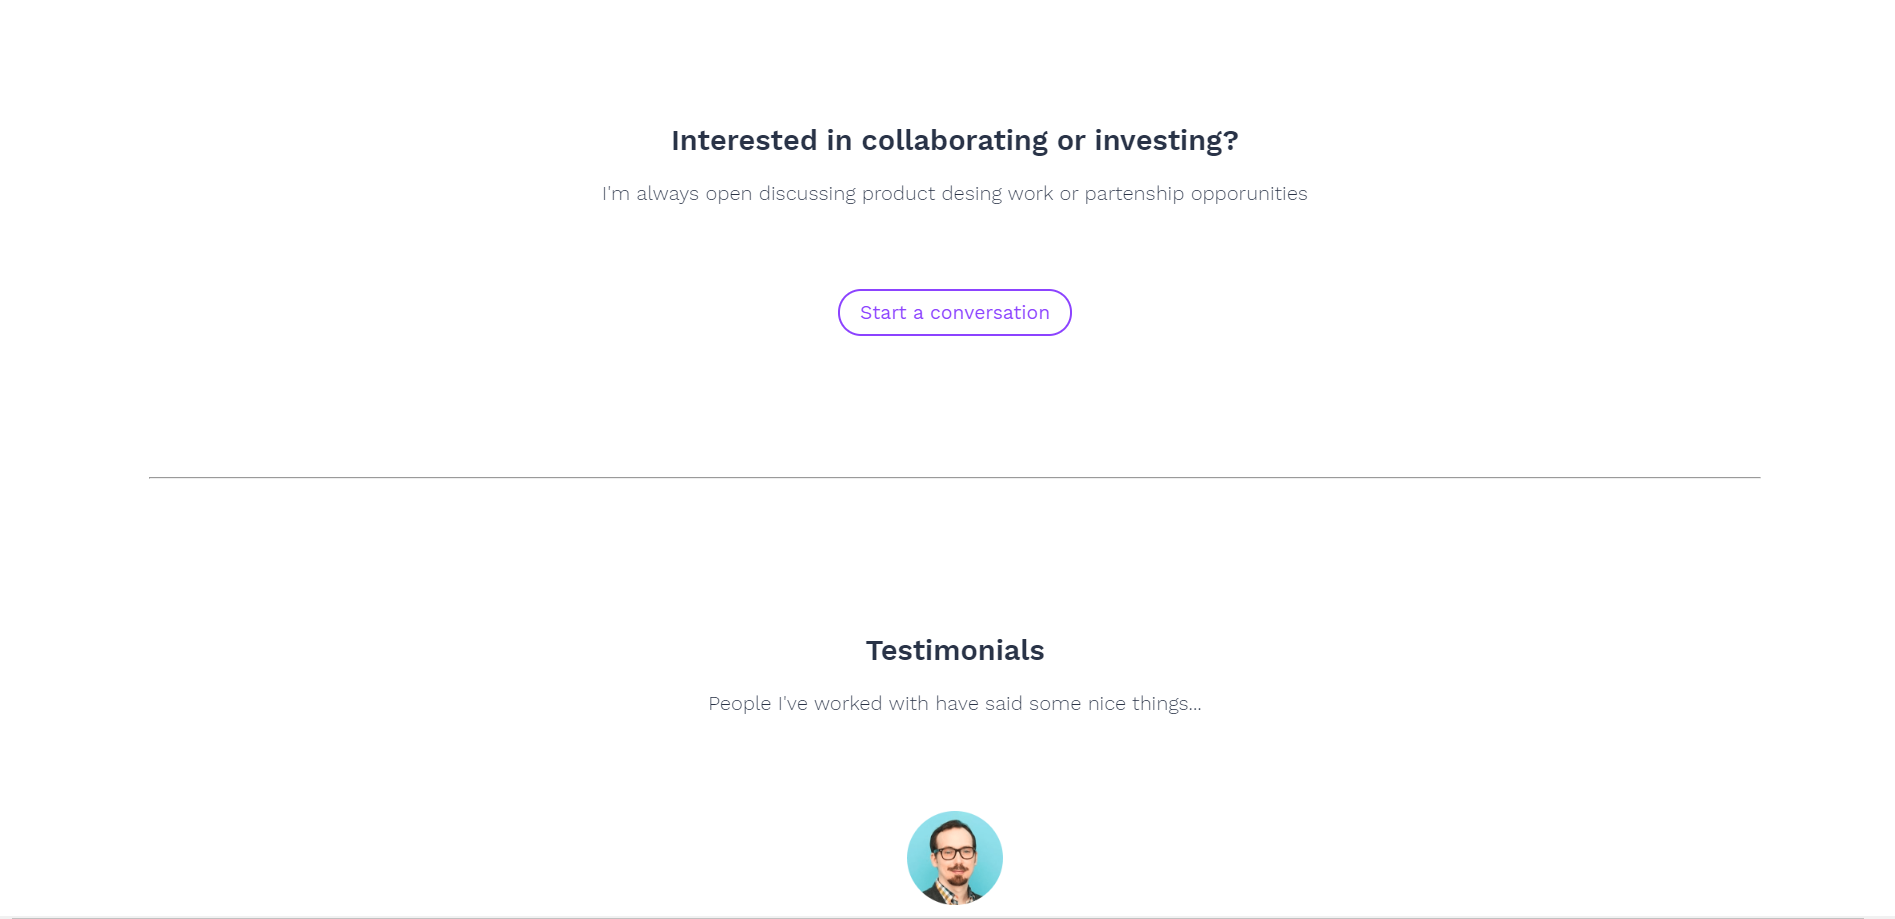 Interested in collaborating or investing?
I'm always open discussing product desing work or partenship opporunities
Start a conversation
Testimonials
People I've worked with have said some nice things...